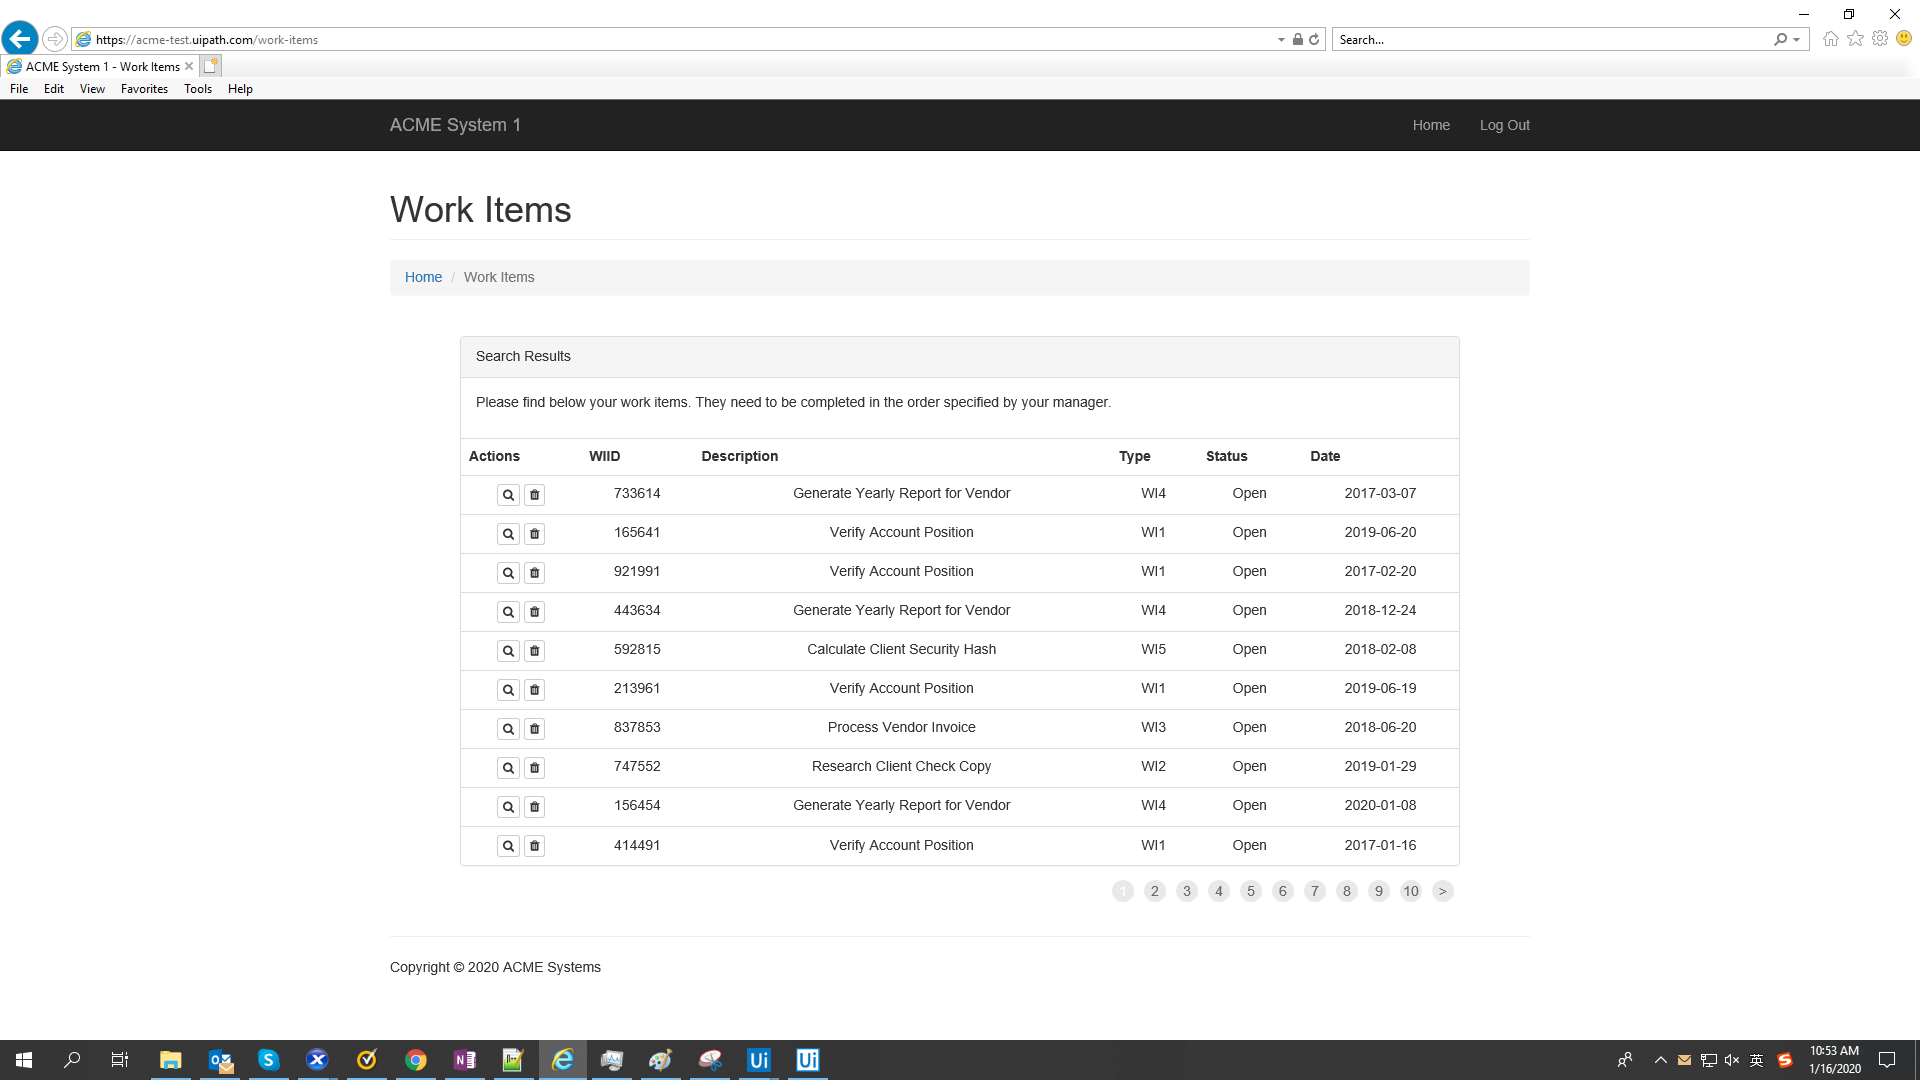 https://acme-test.uipath.com/work-items
Search...
ACME System 1 - Work Items
File Edit View Favorites Tools Help
ACME System 1 Home Log Out
Work Items
Home / Work Items
Search Results
Please find below your work items. They need to be completed in the order specified by your manager.
Actions WIID Description Type Status Date
733614 Generate Yearly Report for Vendor WI4 Open 2017-03-07
165641 Verify Account Position WI1 Open 2019-06-20
921991 Verify Account Position WI1 Open 2017-02-20
443634 Generate Yearly Report for Vendor WI4 Open 2018-12-24
592815 Calculate Client Security Hash WI5 Open 2018-02-08
213961 Verify Account Position WI1 Open 2019-06-19
837853 Process Vendor Invoice WI3 Open 2018-06-20
747552 Research Client Check Copy WI2 Open 2019-01-29
156454 Generate Yearly Report for Vendor WI4 Open 2020-01-08
414491 Verify Account Position WI1 Open 2017-01-16
1 2 3 4 5 6 7 8 9 10 >
Copyright © 2020 ACME Systems
Ui Ui 英 10:53 AM
1/16/2020